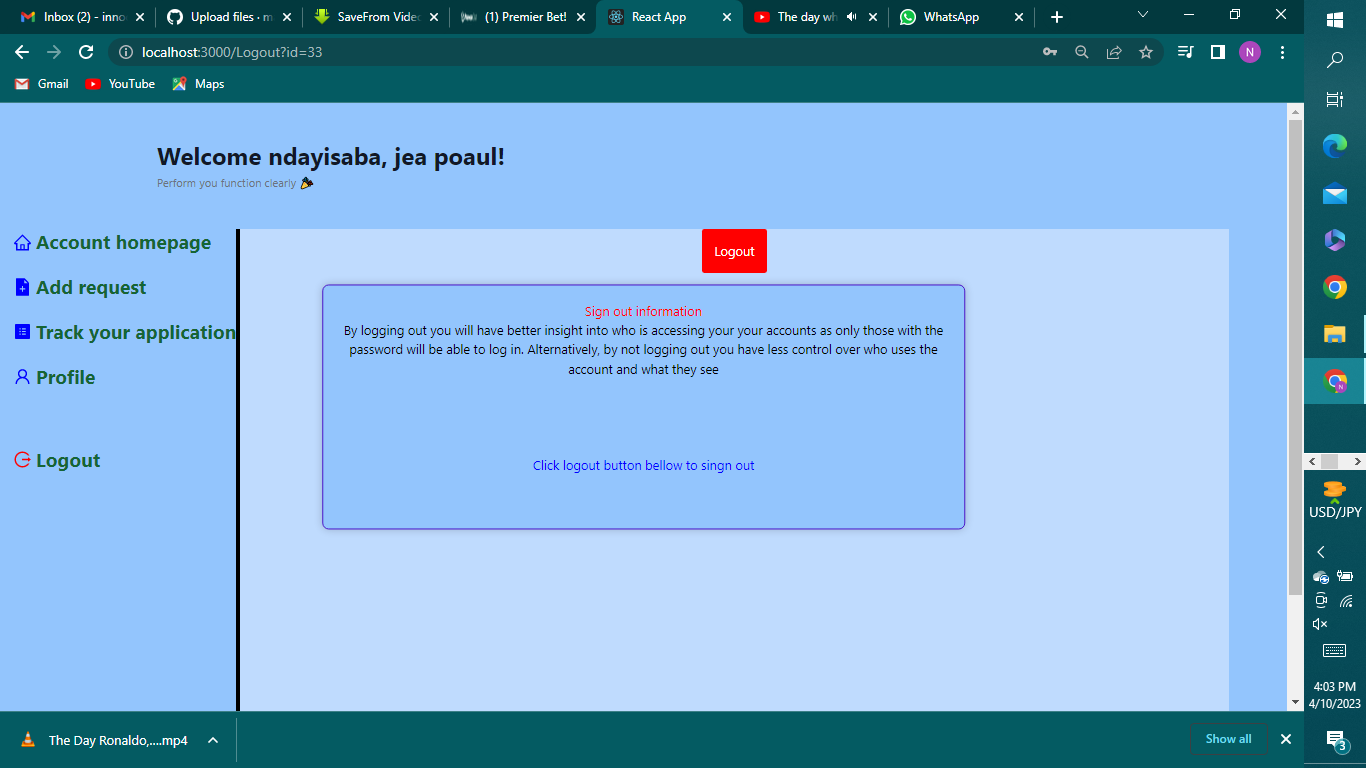 Inbox (2) - inno
Upload files · m
SaveFrom Video
(1) Premier Bet!
React App
The day wh
WhatsApp
localhost:3000/Logout?id=33
N
Gmail
YouTube
Maps
Welcome ndayisaba, jea poaul!
Perform you function clearly
Account homepage
Add request
Track your application
Profile
Logout
Logout
Sign out information
By logging out you will have better insight into who is accessing your your accounts as only those with the
password will be able to log in. Alternatively, by not logging out you have less control over who uses the
account and what they see
Click logout button bellow to singn out
USD/JPY
4:03 PM
4/10/2023
3
The Day Ronaldo,....mp4
Show all